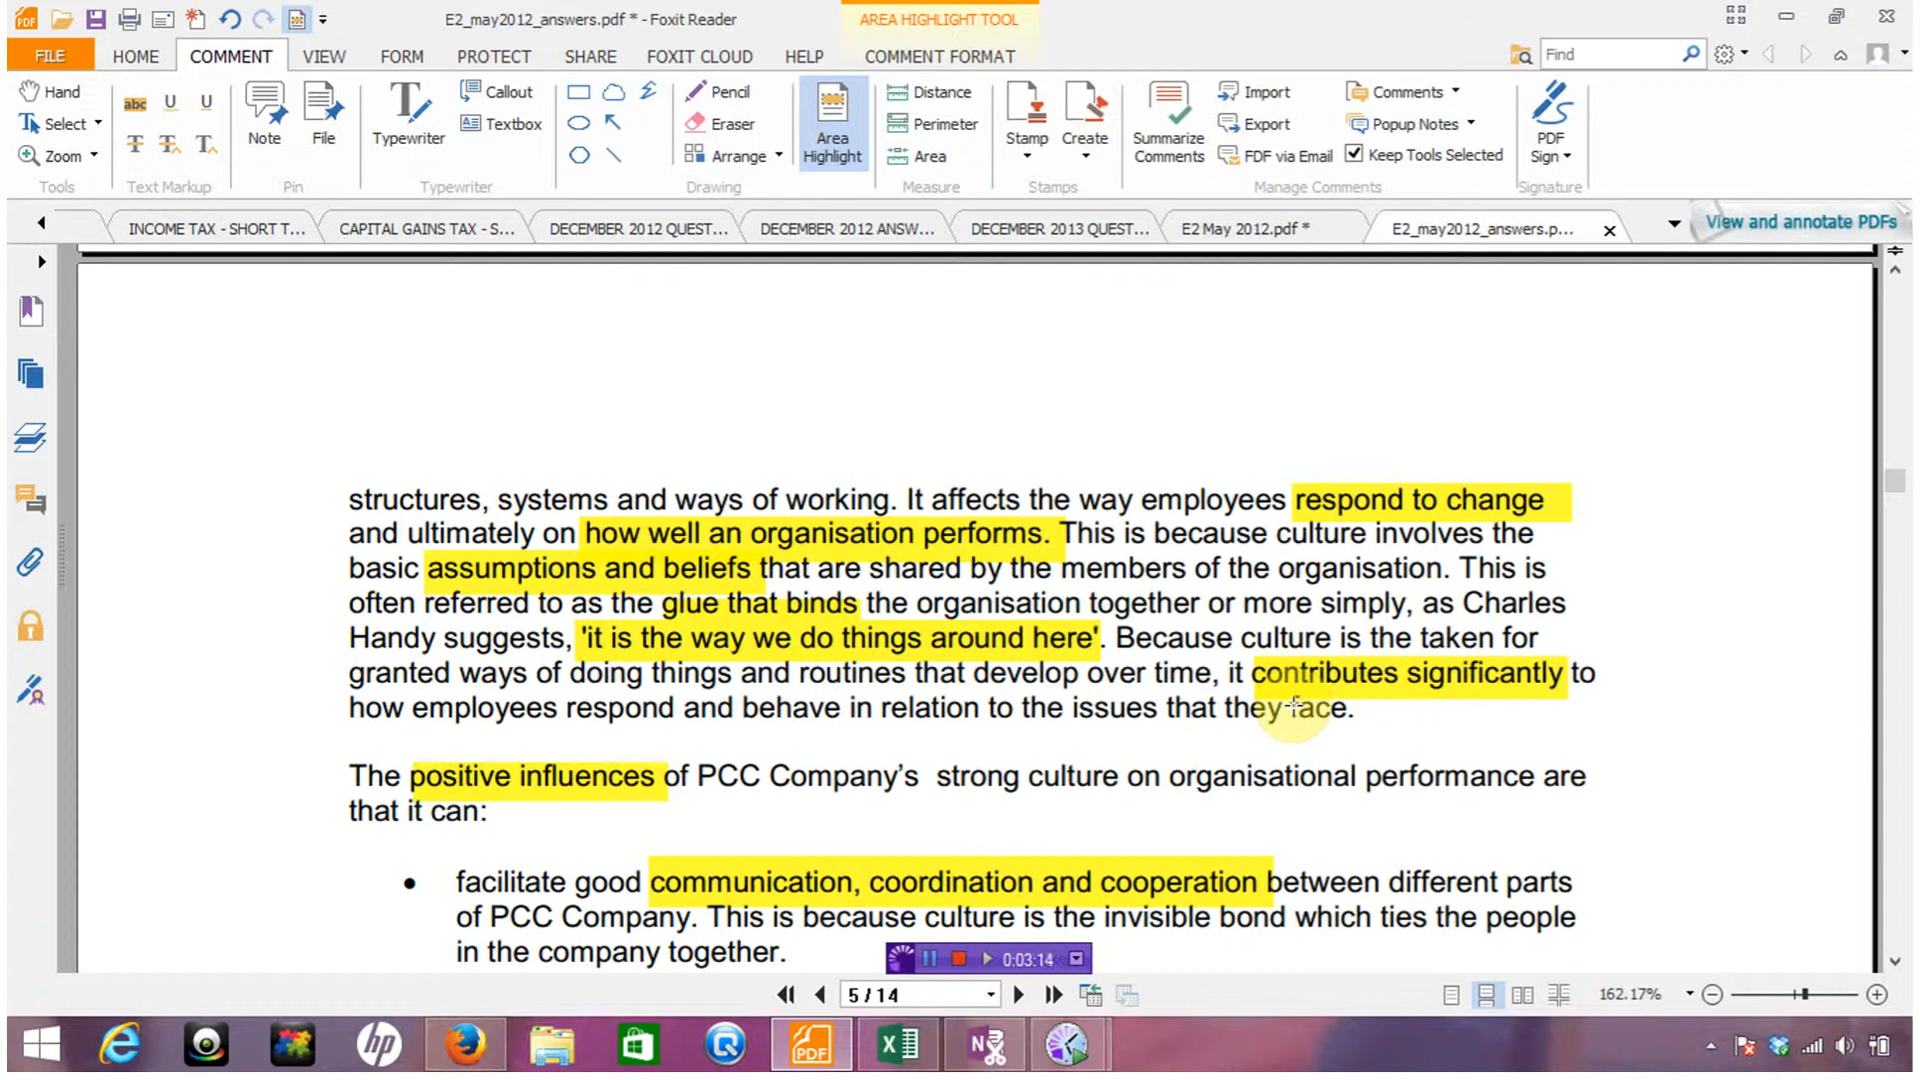 E2_may2012_answers.pdf * - Foxit Reader
AREA HIGHLIGHT TOOL
FILE HOME COMMENT VIEW FORM PROTECT SHARE FOXIT CLOUD HELP COMMENT FORMAT
Find
Hand
Select
Zoom
Tools
abc U U
T T T
Text Markup
Note
File
Pin
Typewriter
Callout
Textbox
Typewriter
Pencil
Eraser
Arrange
Drawing
Area
Highlight
Distance
Perimeter
Area
Measure
Stamp
Create
Stamps
Summarize
Comments
Import
Export
FDF via Email
Comments
Popup Notes
Keep Tools Selected
Manage Comments
PDF
Sign
Signature
INCOME TAX - SHORT T...
CAPITAL GAINS TAX - S...
DECEMBER 2012 QUEST...
DECEMBER 2012 ANSW...
DECEMBER 2013 QUEST...
E2 May 2012.pdf *
E2_may2012_answers.p...
View and annotate PDFs
structures, systems and ways of working. It affects the way employees respond to change
and ultimately on how well an organisation performs. This is because culture involves the
basic assumptions and beliefs that are shared by the members of the organisation. This is
often referred to as the glue that binds the organisation together or more simply, as Charles
Handy suggests, 'it is the way we do things around here'. Because culture is the taken for
granted ways of doing things and routines that develop over time, it contributes significantly to
how employees respond and behave in relation to the issues that they face.
The positive influences of PCC Company's strong culture on organisational performance are
that it can:
• facilitate good communication, coordination and cooperation between different parts
of PCC Company. This is because culture is the invisible bond which ties the people
in the company together.
0:03:14
5 / 14
162.17%
hp
PDF